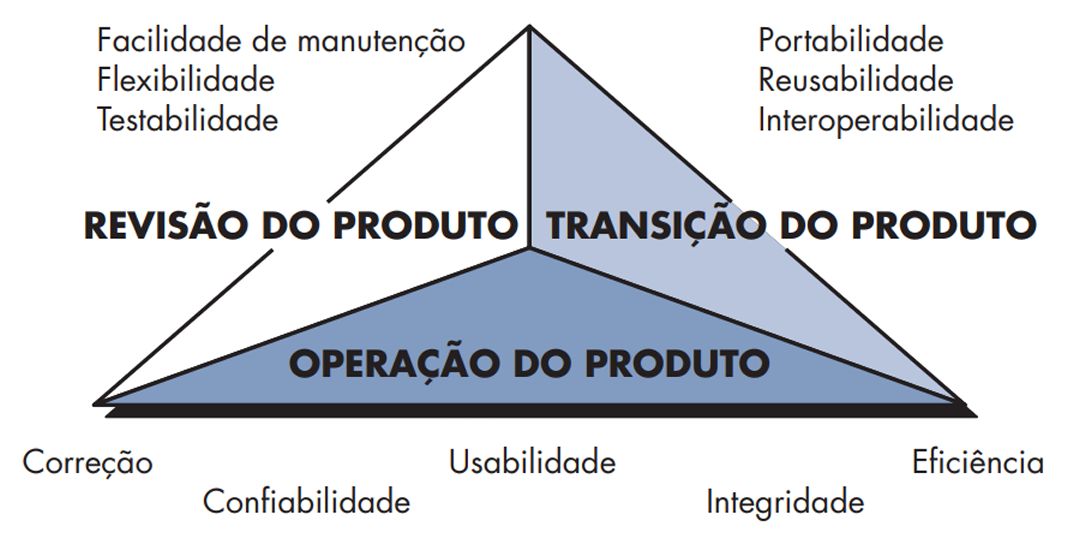 Facilidade de manutenção
Flexibilidade
Testabilidade
Portabilidade
Reusabilidade
Interoperabilidade
REVISÃO DO PRODUTO
TRANSIÇÃO DO PRODUTO
OPERAÇÃO DO PRODUTO
Correção
Confiabilidade
Usabilidade
Integridade
Eficiência